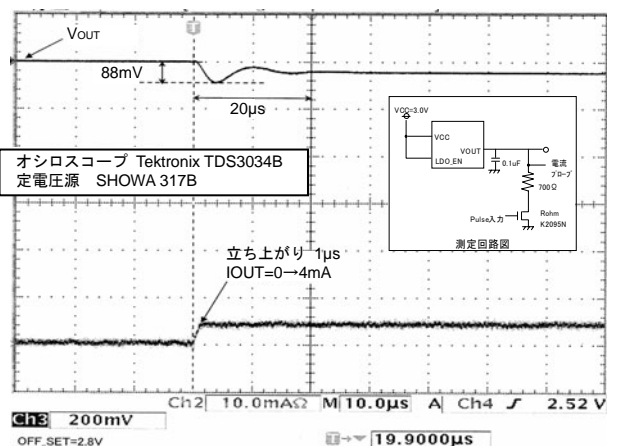 VOUT
88mV
20μs
オシロスコープ Tektronix TDS3034B
定電圧源 SHOWA 317B
VCC=3.0V
VCC
VOUT
LDO_EN
0.1uF
電流
プローブ
700Ω
Pulse入力
Rohm
K2095N
測定回路図
立ち上がり 1μs
IOUT=0→4mA
Ch2 10.0mAΩ M 10.0μs A Ch4 2.52 V
Ch3 200mV
OFF_SET=2.8V
19.9000μs